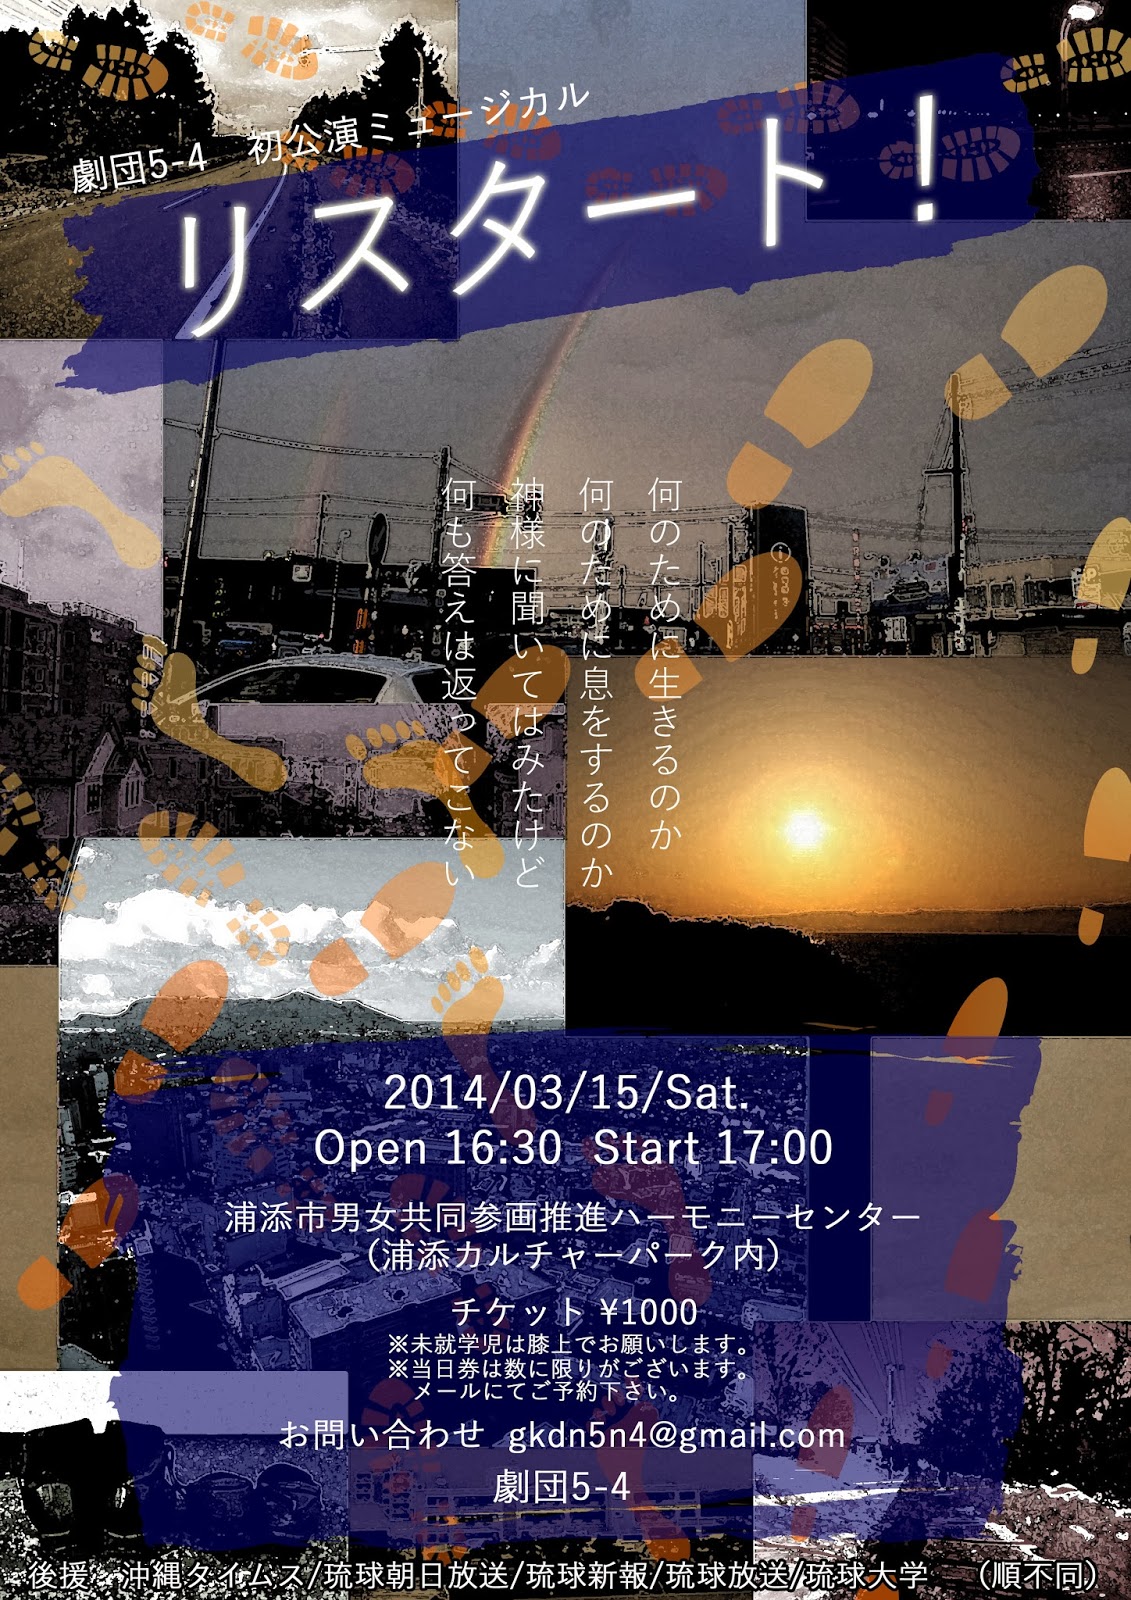 劇団5-4　初公演ミュージカル
リスタート！
何のために生きるのか
何のために息をするのか
神様に聞いてはみたけど
何も答えは返ってこない
2014/03/15/Sat.
Open 16:30 Start 17:00
浦添市男女共同参画推進ハーモニーセンター
（浦添カルチャーパーク内）
チケット ¥1000
※未就学児は膝上でお願いします。
※当日券は数に限りがございます。
メールにてご予約下さい。
お問い合わせ gkdn5n4@gmail.com
劇団5-4
後援　沖縄タイムス/琉球朝日放送/琉球新報/琉球放送/琉球大学　（順不同）